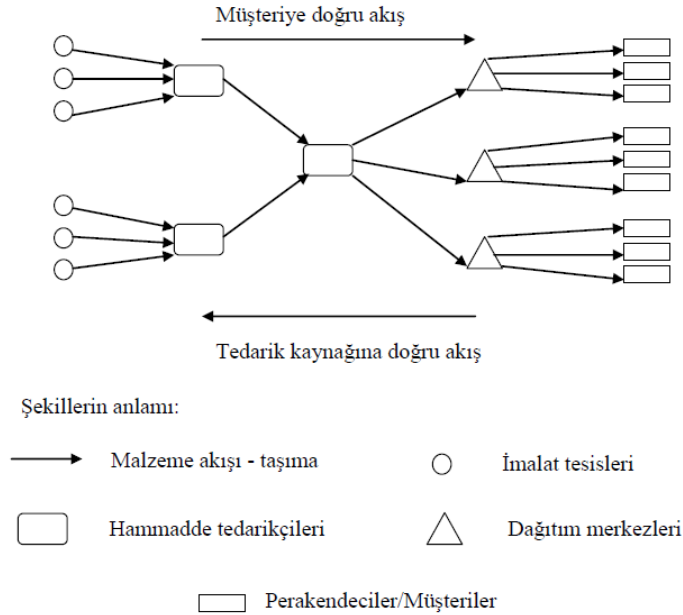 Müşteriye doğru akış
Tedarik kaynağına doğru akış
Şekillerin anlamı:
Malzeme akışı - taşıma
İmalat tesisleri
Hammadde tedarikçileri
Dağıtım merkezleri
Perakendeciler/Müşteriler